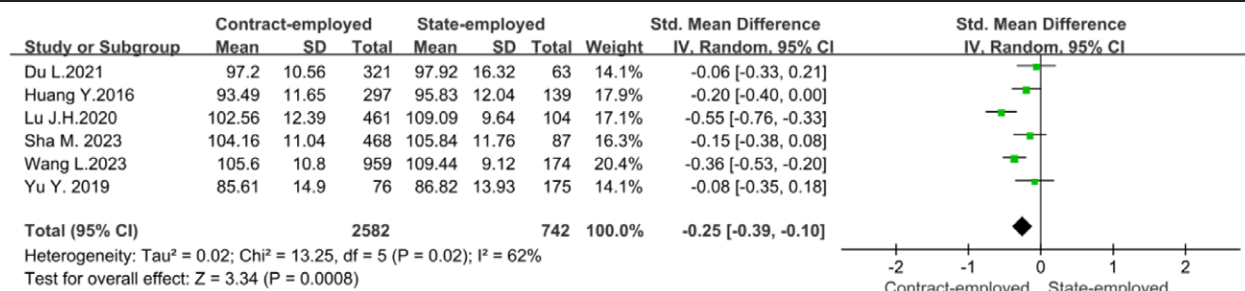 Contract-employed State-employed Std. Mean Difference Std. Mean Difference
Study or Subgroup Mean SD Total Mean SD Total Weight IV, Random, 95% CI IV, Random, 95% CI
Du L.2021 97.2 10.56 321 97.92 16.32 63 14.1% -0.06 [-0.33, 0.21]
Huang Y.2016 93.49 11.65 297 95.83 12.04 139 17.9% -0.20 [-0.40, 0.00]
Lu J.H.2020 102.56 12.39 461 109.09 9.64 104 17.1% -0.55 [-0.76, -0.33]
Sha M. 2023 104.16 11.04 468 105.84 11.76 87 16.3% -0.15 [-0.38, 0.08]
Wang L.2023 105.6 10.8 959 109.44 9.12 174 20.4% -0.36 [-0.53, -0.20]
Yu Y. 2019 85.61 14.9 76 86.82 13.93 175 14.1% -0.08 [-0.35, 0.18]
Total (95% CI) 2582 742 100.0% -0.25 [-0.39, -0.10]
Heterogeneity: Tau² = 0.02; Chi² = 13.25, df = 5 (P = 0.02); I² = 62%
Test for overall effect: Z = 3.34 (P = 0.0008)
-2 -1 0 1 2
Contract-employed State-employed